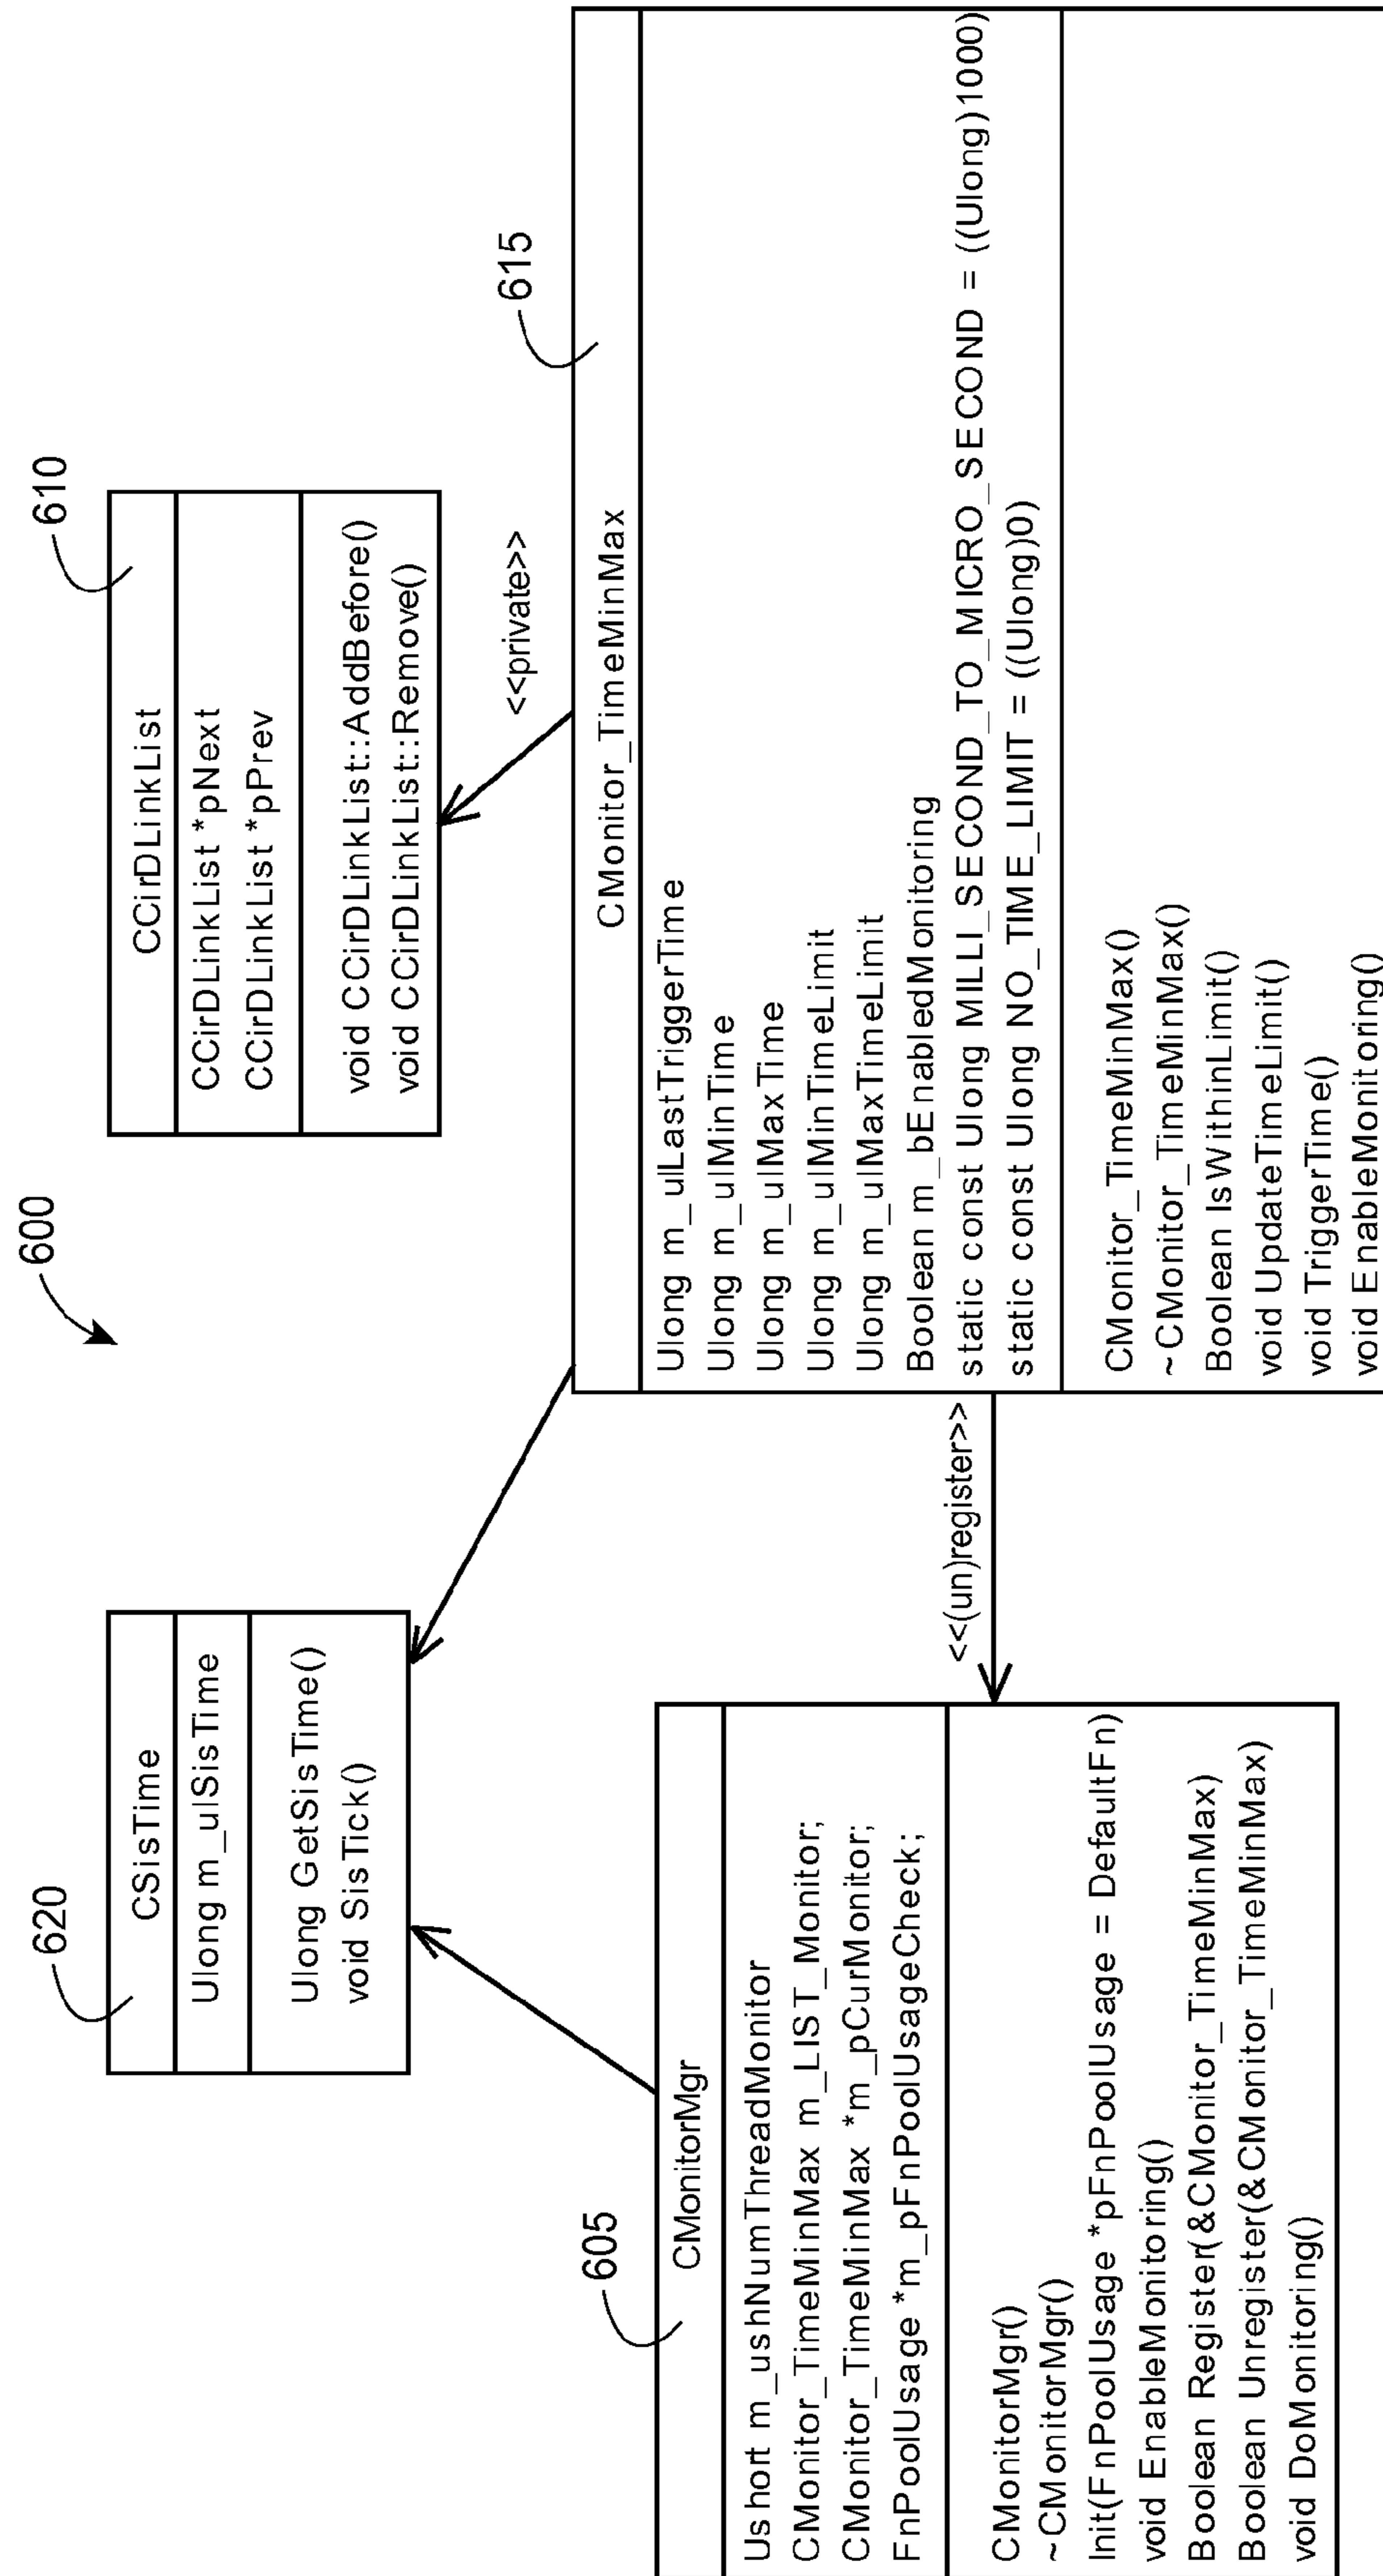 600
620
CSisTime
Ulong m_ulSisTime
Ulong GetSisTime()
void SisTick()
610
CCirDLinkList
CCirDLinkList *pNext
CCirDLinkList *pPrev
void CCirDLinkList::AddBefore()
void CCirDLinkList::Remove()
<<private>>
605
CMonitorMgr
Ushort m_ushNumThreadMonitor
CMonitor_TimeMinMax m_LIST_Monitor;
CMonitor_TimeMinMax *m_pCurMonitor;
FnPoolUsage *m_pFnPoolUsageCheck;
CMonitorMgr()
~CMonitorMgr()
Init(FnPoolUsage *pFnPoolUsage = DefaultFn)
void EnableMonitoring()
Boolean Register(&CMonitor_TimeMinMax)
Boolean Unregister(&CMonitor_TimeMinMax)
void DoMonitoring()
<<(un)register>>
615
CMonitor_TimeMinMax
Ulong m_ulLastTriggerTime
Ulong m_ulMinTime
Ulong m_ulMaxTime
Ulong m_ulMinTimeLimit
Ulong m_ulMaxTimeLimit
Boolean m_bEnabledMonitoring
static const Ulong MILLI_SECOND_TO_MICRO_SECOND = ((Ulong)1000)
static const Ulong NO_TIME_LIMIT = ((Ulong)0)
CMonitor_TimeMinMax()
~CMonitor_TimeMinMax()
Boolean IsWithinLimit()
void UpdateTimeLimit()
void TriggerTime()
void EnableMonitoring()